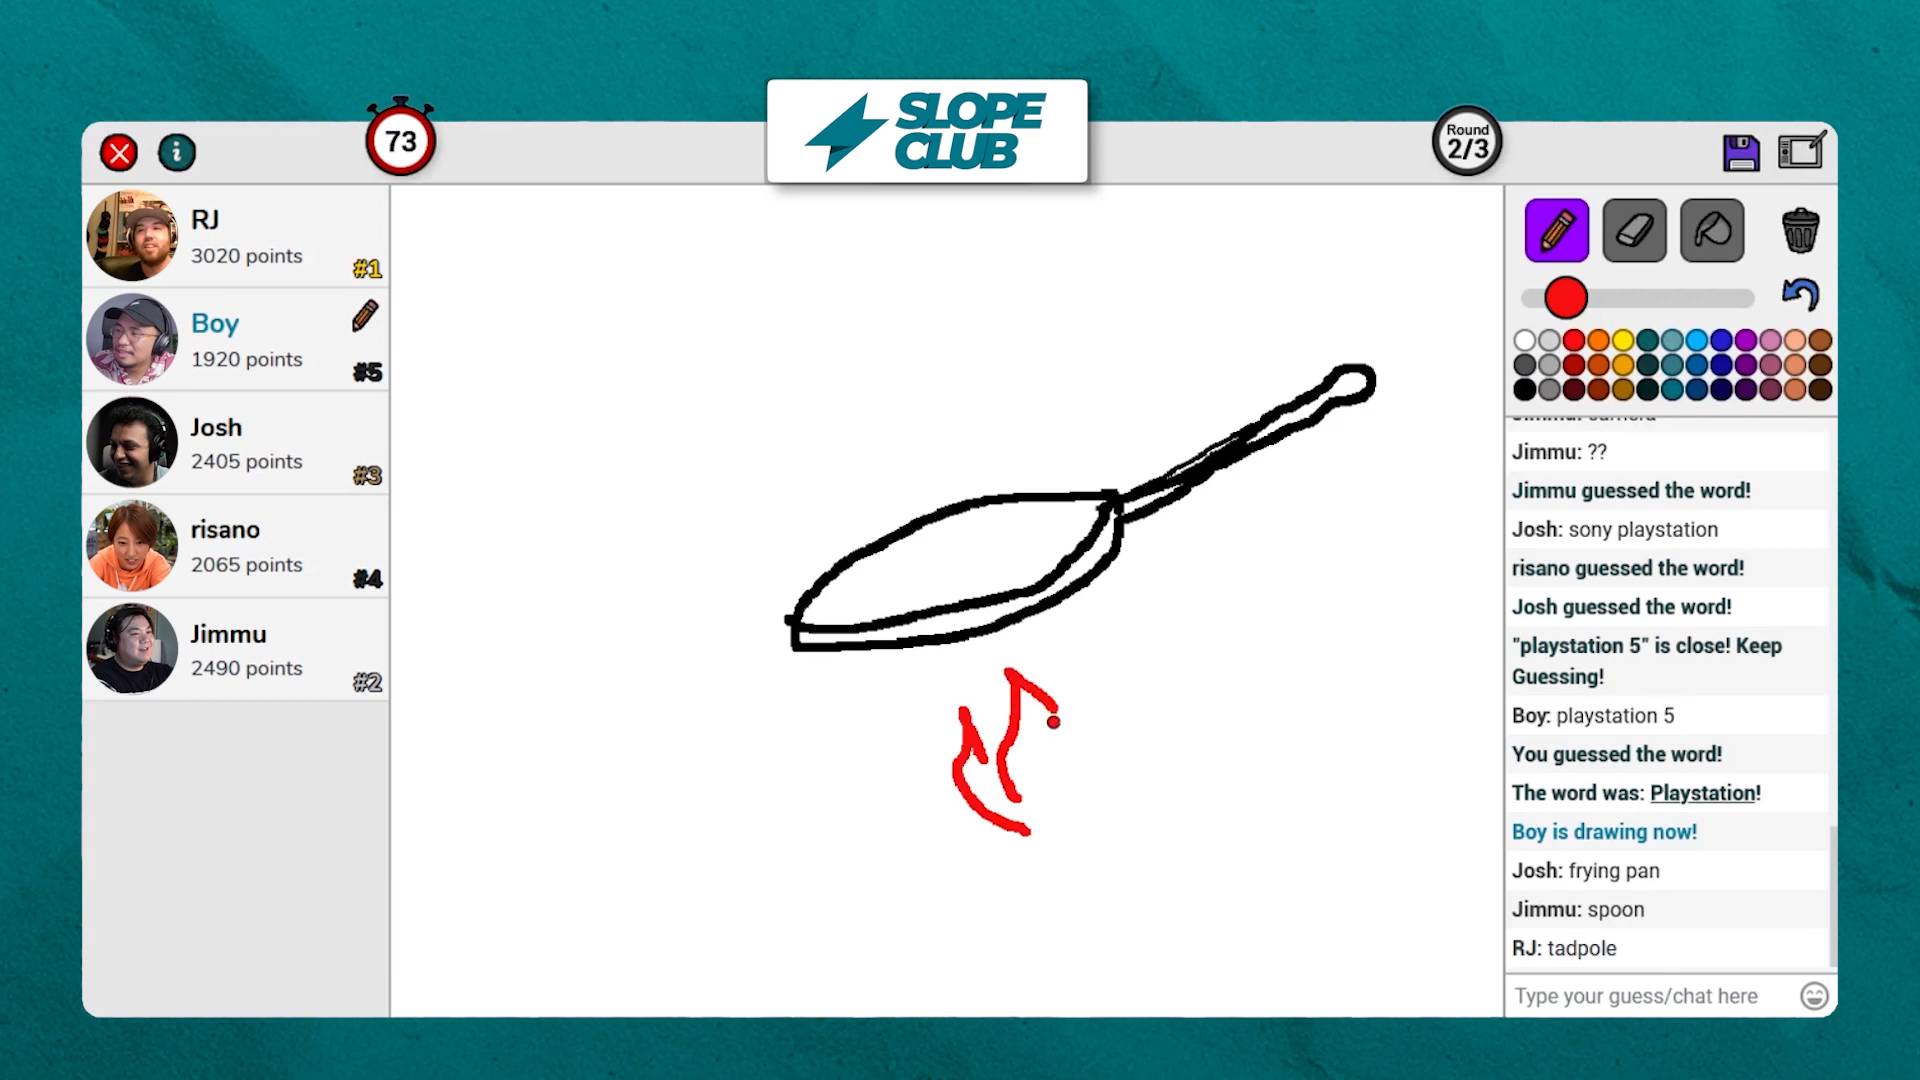 SLOPE
CLUB
73
Round
2/3
RJ
3020 points
#1
Boy
1920 points
#5
Josh
2405 points
#3
risano
2065 points
#4
Jimmu
2490 points
#2
Jimmu: ??
Jimmu guessed the word!
Josh: sony playstation
risano guessed the word!
Josh guessed the word!
"playstation 5" is close! Keep
Guessing!
Boy: playstation 5
You guessed the word!
The word was: Playstation!
Boy is drawing now!
Josh: frying pan
Jimmu: spoon
RJ: tadpole
Type your guess/chat here